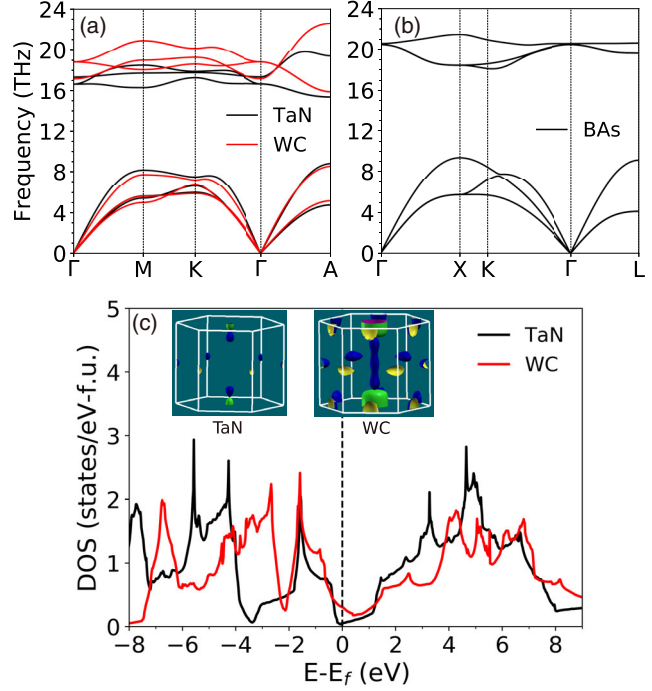 (a)
24
20
16
12
8
4
0
Frequency (THz)
TaN
WC
Γ
M
K
Γ
A
(b)
24
20
16
12
8
4
0
BAs
Γ
X
K
Γ
L
(c)
5
4
3
2
1
0
DOS (states/eV-f.u.)
TaN
WC
TaN
WC
−8
−6
−4
−2
0
2
4
6
8
E-E_f (eV)